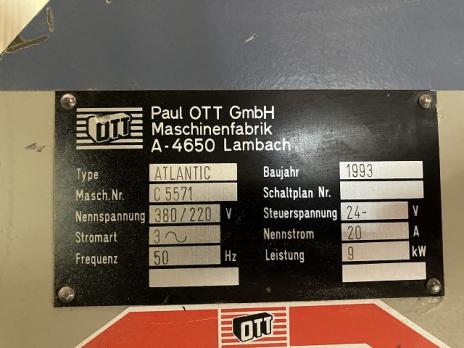 OTT
Paul OTT GmbH
Maschinenfabrik
A-4650 Lambach
Type ATLANTIC
Masch.Nr. C 5571
Nennspannung 380/220 V
Stromart 3 ~
Frequenz 50 Hz
Baujahr 1993
Schaltplan Nr.
Steuerspannung 24- V
Nennstrom 20 A
Leistung 9 kW
OTT